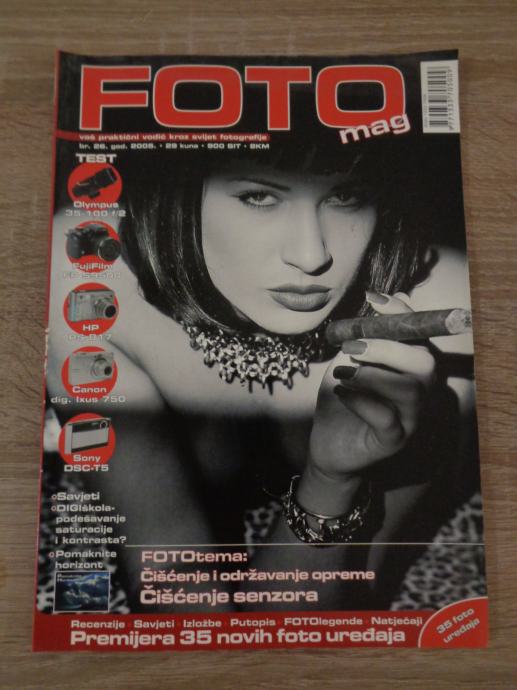 FOTO
mag
vaš praktični vodič kroz svijet fotografije
br. 26. god. 2005. • 29 kuna • 900 SIT • 8KM
TEST
Olympus
35-100 f/2
FujiFilm
HP
Canon
dig. Ixus 750
Sony
DSC-T5
Savjeti
DIGIškola-
podešavanje
saturacije
i kontrasta?
Pomaknite
horizont
FOTOtema:
Čišćenje i održavanje opreme
Čišćenje senzora
Recenzije Savjeti Izložbe Putopis FOTOlegende Natječaji
Premijera 35 novih foto uređaja
35 foto
uređaja